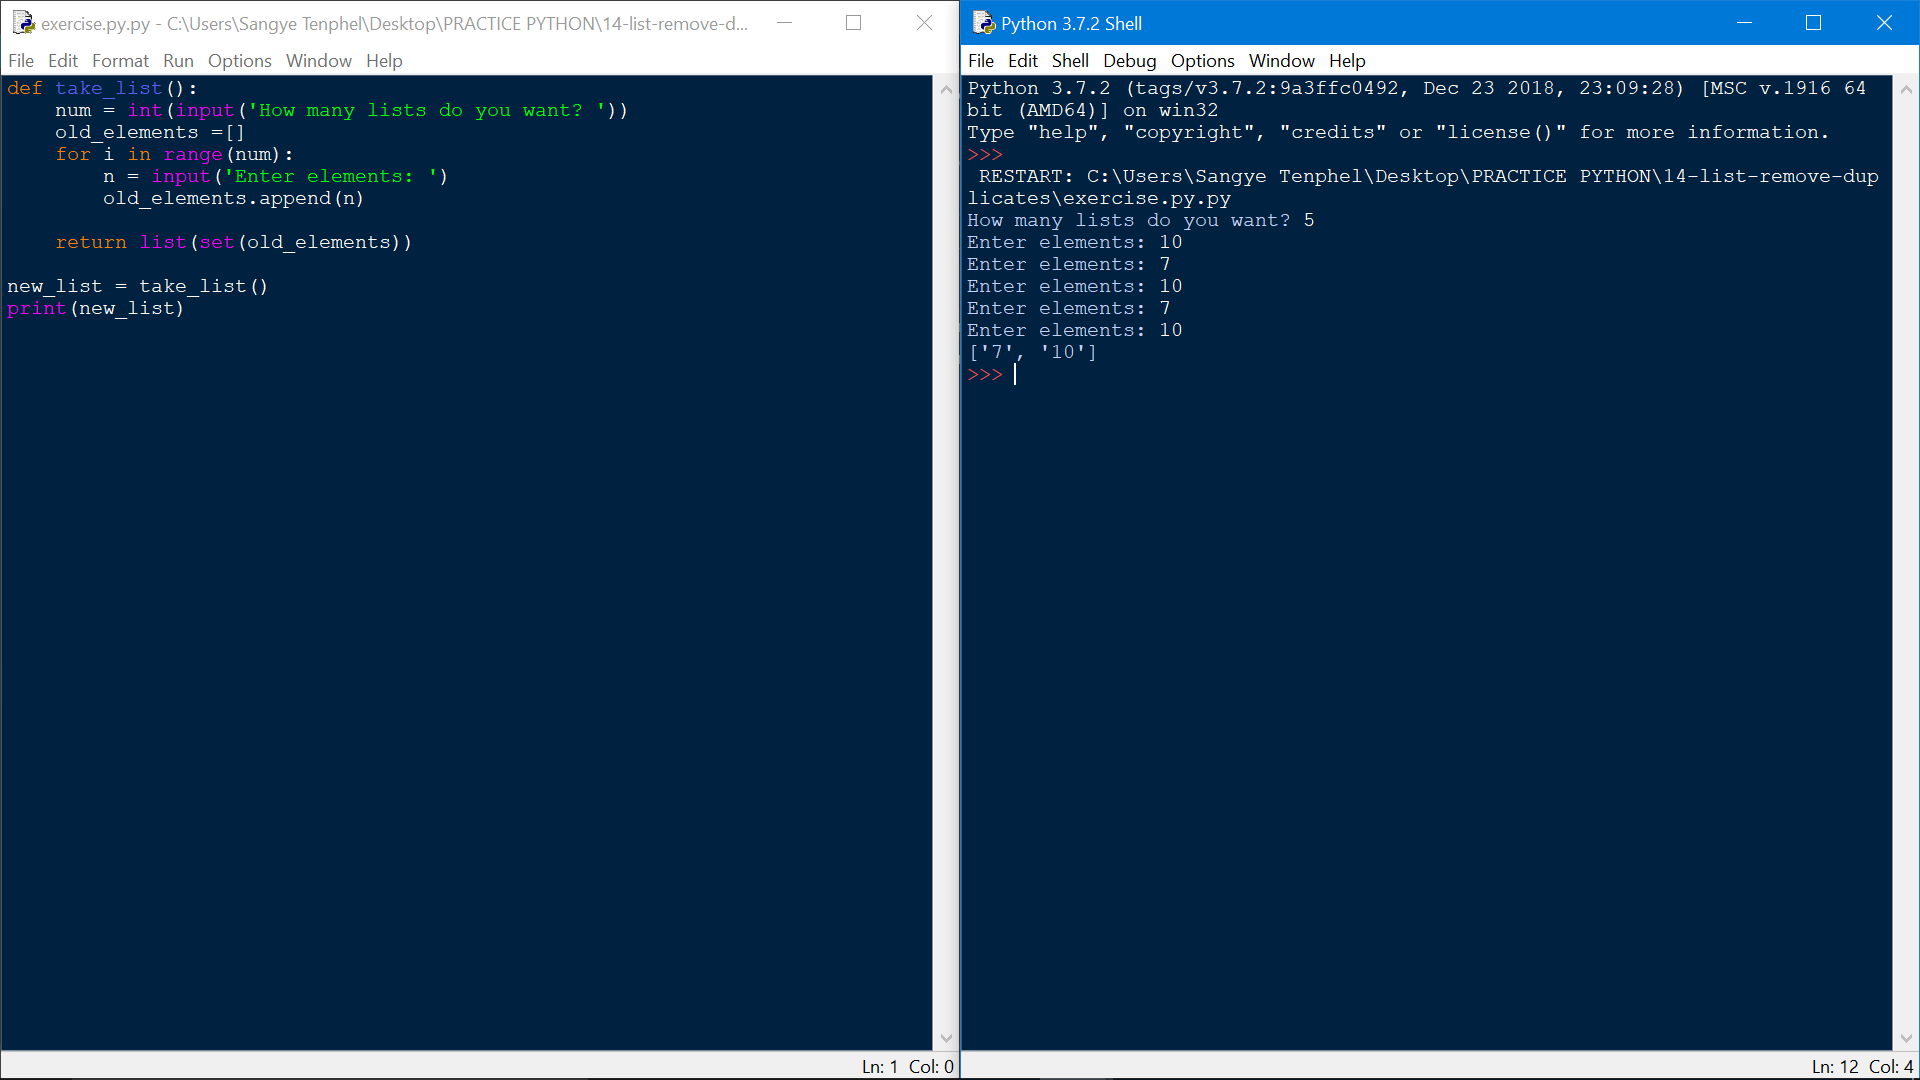 exercise.py.py - C:\Users\Sangye Tenphel\Desktop\PRACTICE PYTHON\14-list-remove-d...
File Edit Format Run Options Window Help
def take_list():
    num = int(input('How many lists do you want? '))
    old_elements =[]
    for i in range(num):
        n = input('Enter elements: ')
        old_elements.append(n)
    return list(set(old_elements))
new_list = take_list()
print(new_list)
Ln: 1 Col: 0
Python 3.7.2 Shell
File Edit Shell Debug Options Window Help
Python 3.7.2 (tags/v3.7.2:9a3ffc0492, Dec 23 2018, 23:09:28) [MSC v.1916 64
bit (AMD64)] on win32
Type "help", "copyright", "credits" or "license()" for more information.
>>>
 RESTART: C:\Users\Sangye Tenphel\Desktop\PRACTICE PYTHON\14-list-remove-dup
licates\exercise.py.py
How many lists do you want? 5
Enter elements: 10
Enter elements: 7
Enter elements: 10
Enter elements: 7
Enter elements: 10
['7', '10']
>>>
Ln: 12 Col: 4